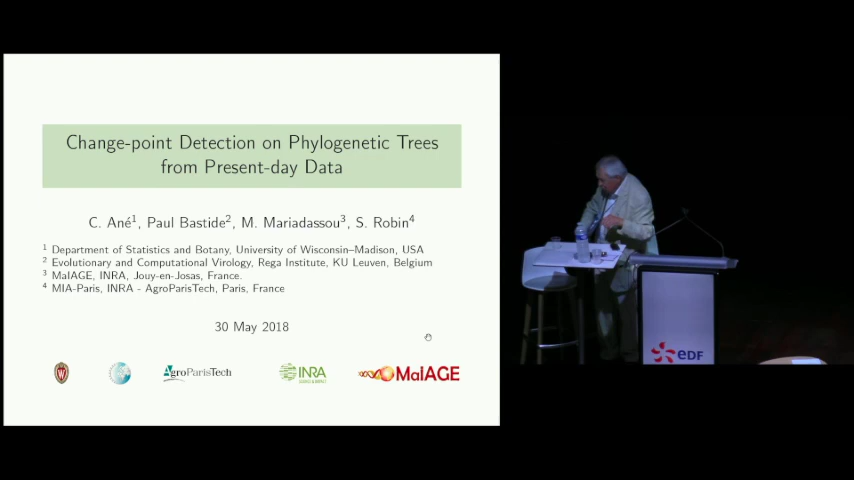 Change-point Detection on Phylogenetic Trees
from Present-day Data
C. Ané¹, Paul Bastide², M. Mariadassou³, S. Robin⁴
¹ Department of Statistics and Botany, University of Wisconsin–Madison, USA
² Evolutionary and Computational Virology, Rega Institute, KU Leuven, Belgium
³ MaIAGE, INRA, Jouy-en-Josas, France.
⁴ MIA-Paris, INRA - AgroParisTech, Paris, France
30 May 2018
W
AgroParisTech
INRA
SCIENCE & IMPACT
MaIAGE
eDF